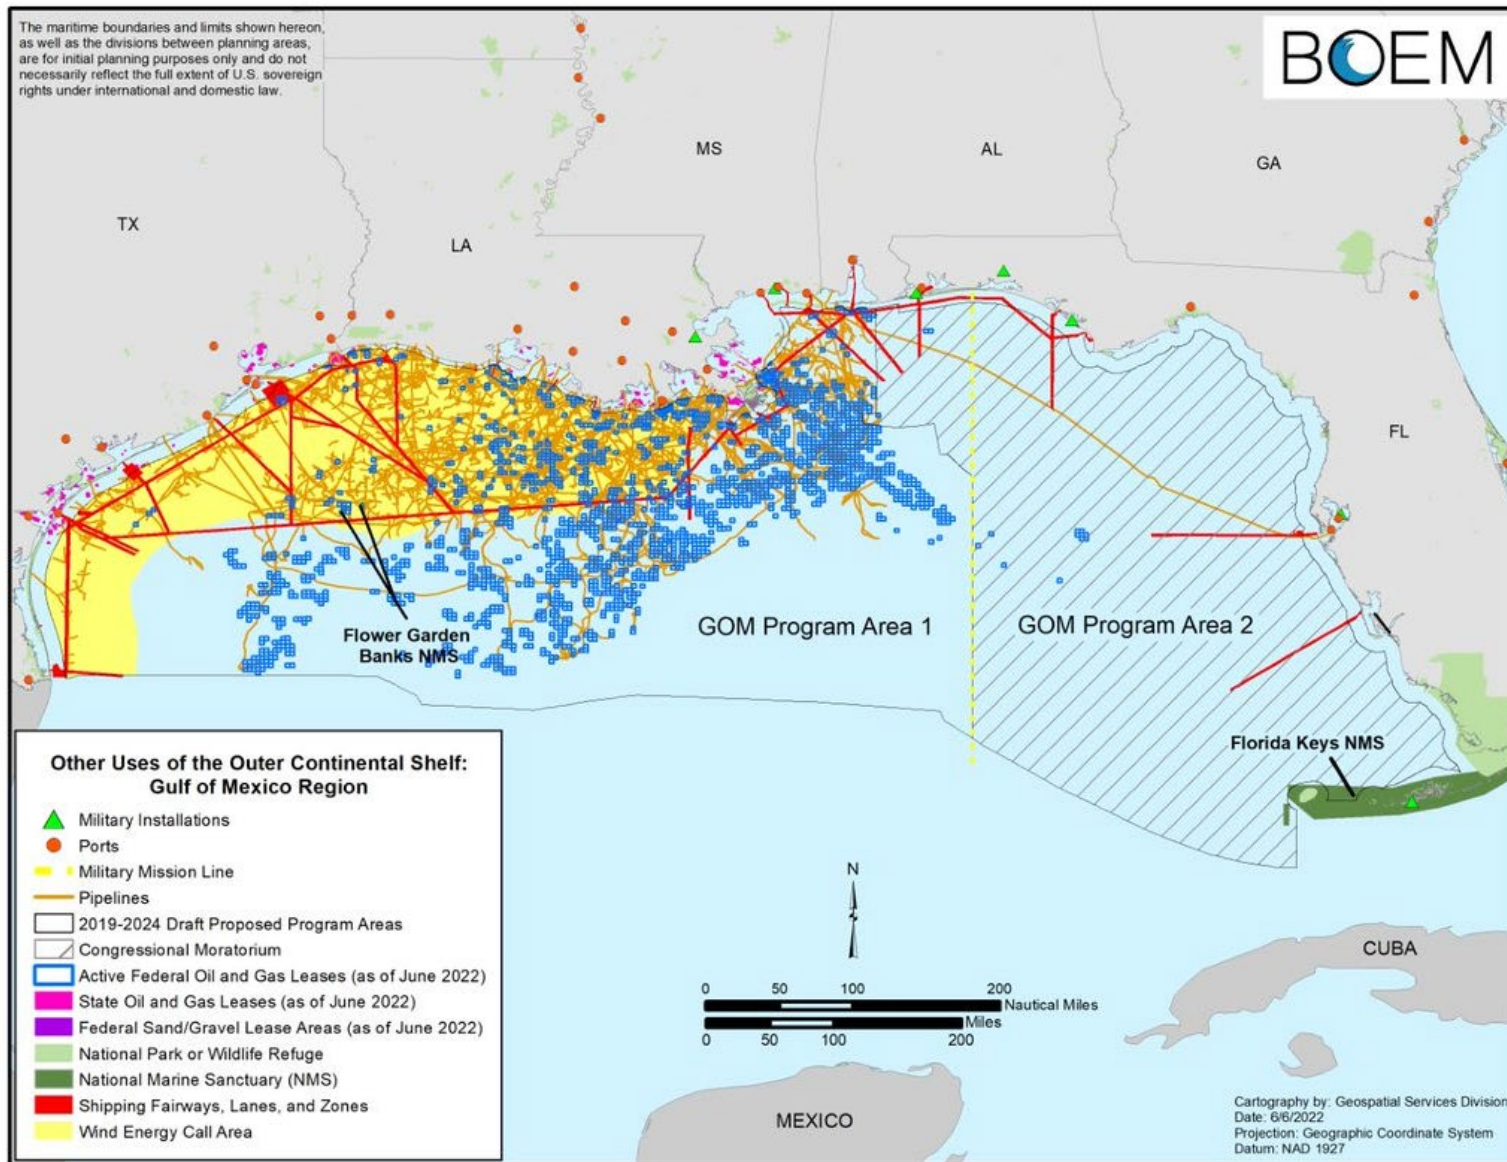 The maritime boundaries and limits shown hereon,
as well as the divisions between planning areas,
are for initial planning purposes only and do not
necessarily reflect the full extent of U.S. sovereign
rights under international and domestic law.
BOEM
MS
AL
GA
TX
LA
FL
GOM Program Area 1
GOM Program Area 2
Flower Garden
Banks NMS
Florida Keys NMS
Other Uses of the Outer Continental Shelf:
Gulf of Mexico Region
Military Installations
Ports
Military Mission Line
Pipelines
2019-2024 Draft Proposed Program Areas
Congressional Moratorium
Active Federal Oil and Gas Leases (as of June 2022)
State Oil and Gas Leases (as of June 2022)
Federal Sand/Gravel Lease Areas (as of June 2022)
National Park or Wildlife Refuge
National Marine Sanctuary (NMS)
Shipping Fairways, Lanes, and Zones
Wind Energy Call Area
N
0 50 100 200
Nautical Miles
Miles
0 50 100 200
CUBA
MEXICO
Cartography by: Geospatial Services Division
Date: 6/6/2022
Projection: Geographic Coordinate System
Datum: NAD 1927